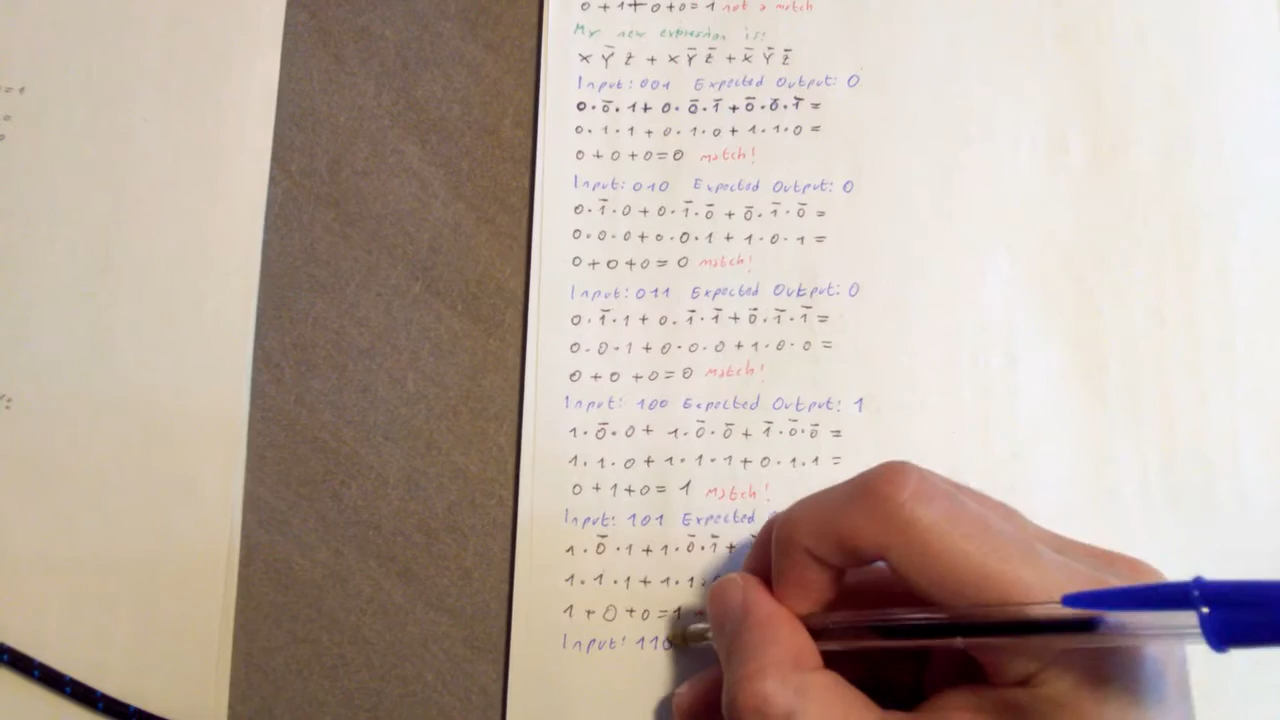 0 + 1 + 0 + 0 = 1 not a match
My new expression is:
X Y̅ Z + X Y̅ Z̅ + X̅ Y̅ Z̅
Input: 001 Expected Output: 0
0 · 0̅ · 1 + 0 · 0̅ · 1̅ + 0̅ · 0̅ · 1̅ =
0 · 1 · 1 + 0 · 1 · 0 + 1 · 1 · 0 =
0 + 0 + 0 = 0 match!
Input: 010 Expected Output: 0
0 · 1̅ · 0 + 0 · 1̅ · 0̅ + 0̅ · 1̅ · 0̅ =
0 · 0 · 0 + 0 · 0 · 1 + 1 · 0 · 1 =
0 + 0 + 0 = 0 match!
Input: 011 Expected Output: 0
0 · 1̅ · 1 + 0 · 1̅ · 1̅ + 0̅ · 1̅ · 1̅ =
0 · 0 · 1 + 0 · 0 · 0 + 1 · 0 · 0 =
0 + 0 + 0 = 0 match!
Input: 100 Expected Output: 1
1 · 0̅ · 0 + 1 · 0̅ · 0̅ + 1̅ · 0̅ · 0̅ =
1 · 1 · 0 + 1 · 1 · 1 + 0 · 1 · 1 =
0 + 1 + 0 = 1 match!
Input: 101 Expected
1 · 0̅ · 1 + 1 · 0̅ · 1̅ +
1 · 1 · 1 + 1 · 1 ·
1 + 0 + 0 = 1
Input: 110